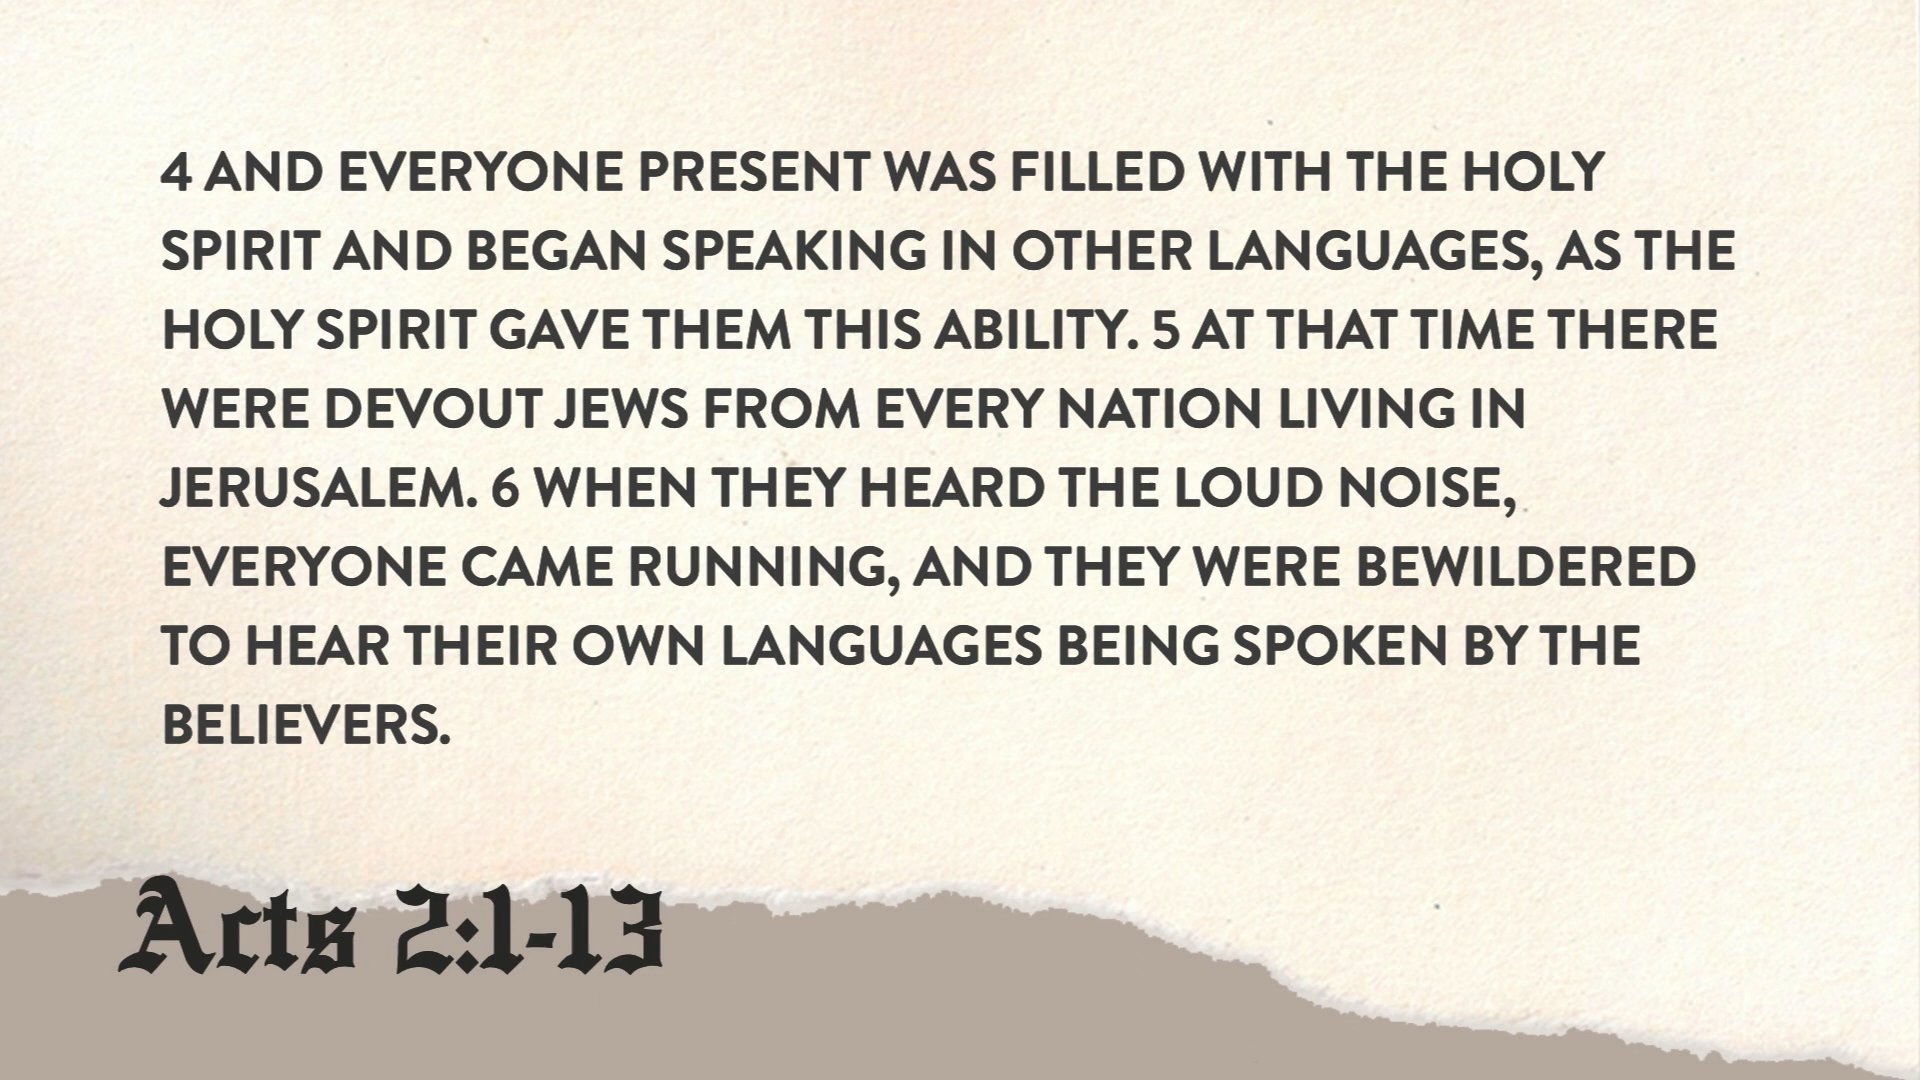 4 AND EVERYONE PRESENT WAS FILLED WITH THE HOLY
SPIRIT AND BEGAN SPEAKING IN OTHER LANGUAGES, AS THE
HOLY SPIRIT GAVE THEM THIS ABILITY. 5 AT THAT TIME THERE
WERE DEVOUT JEWS FROM EVERY NATION LIVING IN
JERUSALEM. 6 WHEN THEY HEARD THE LOUD NOISE,
EVERYONE CAME RUNNING, AND THEY WERE BEWILDERED
TO HEAR THEIR OWN LANGUAGES BEING SPOKEN BY THE
BELIEVERS.
Acts 2:1-13